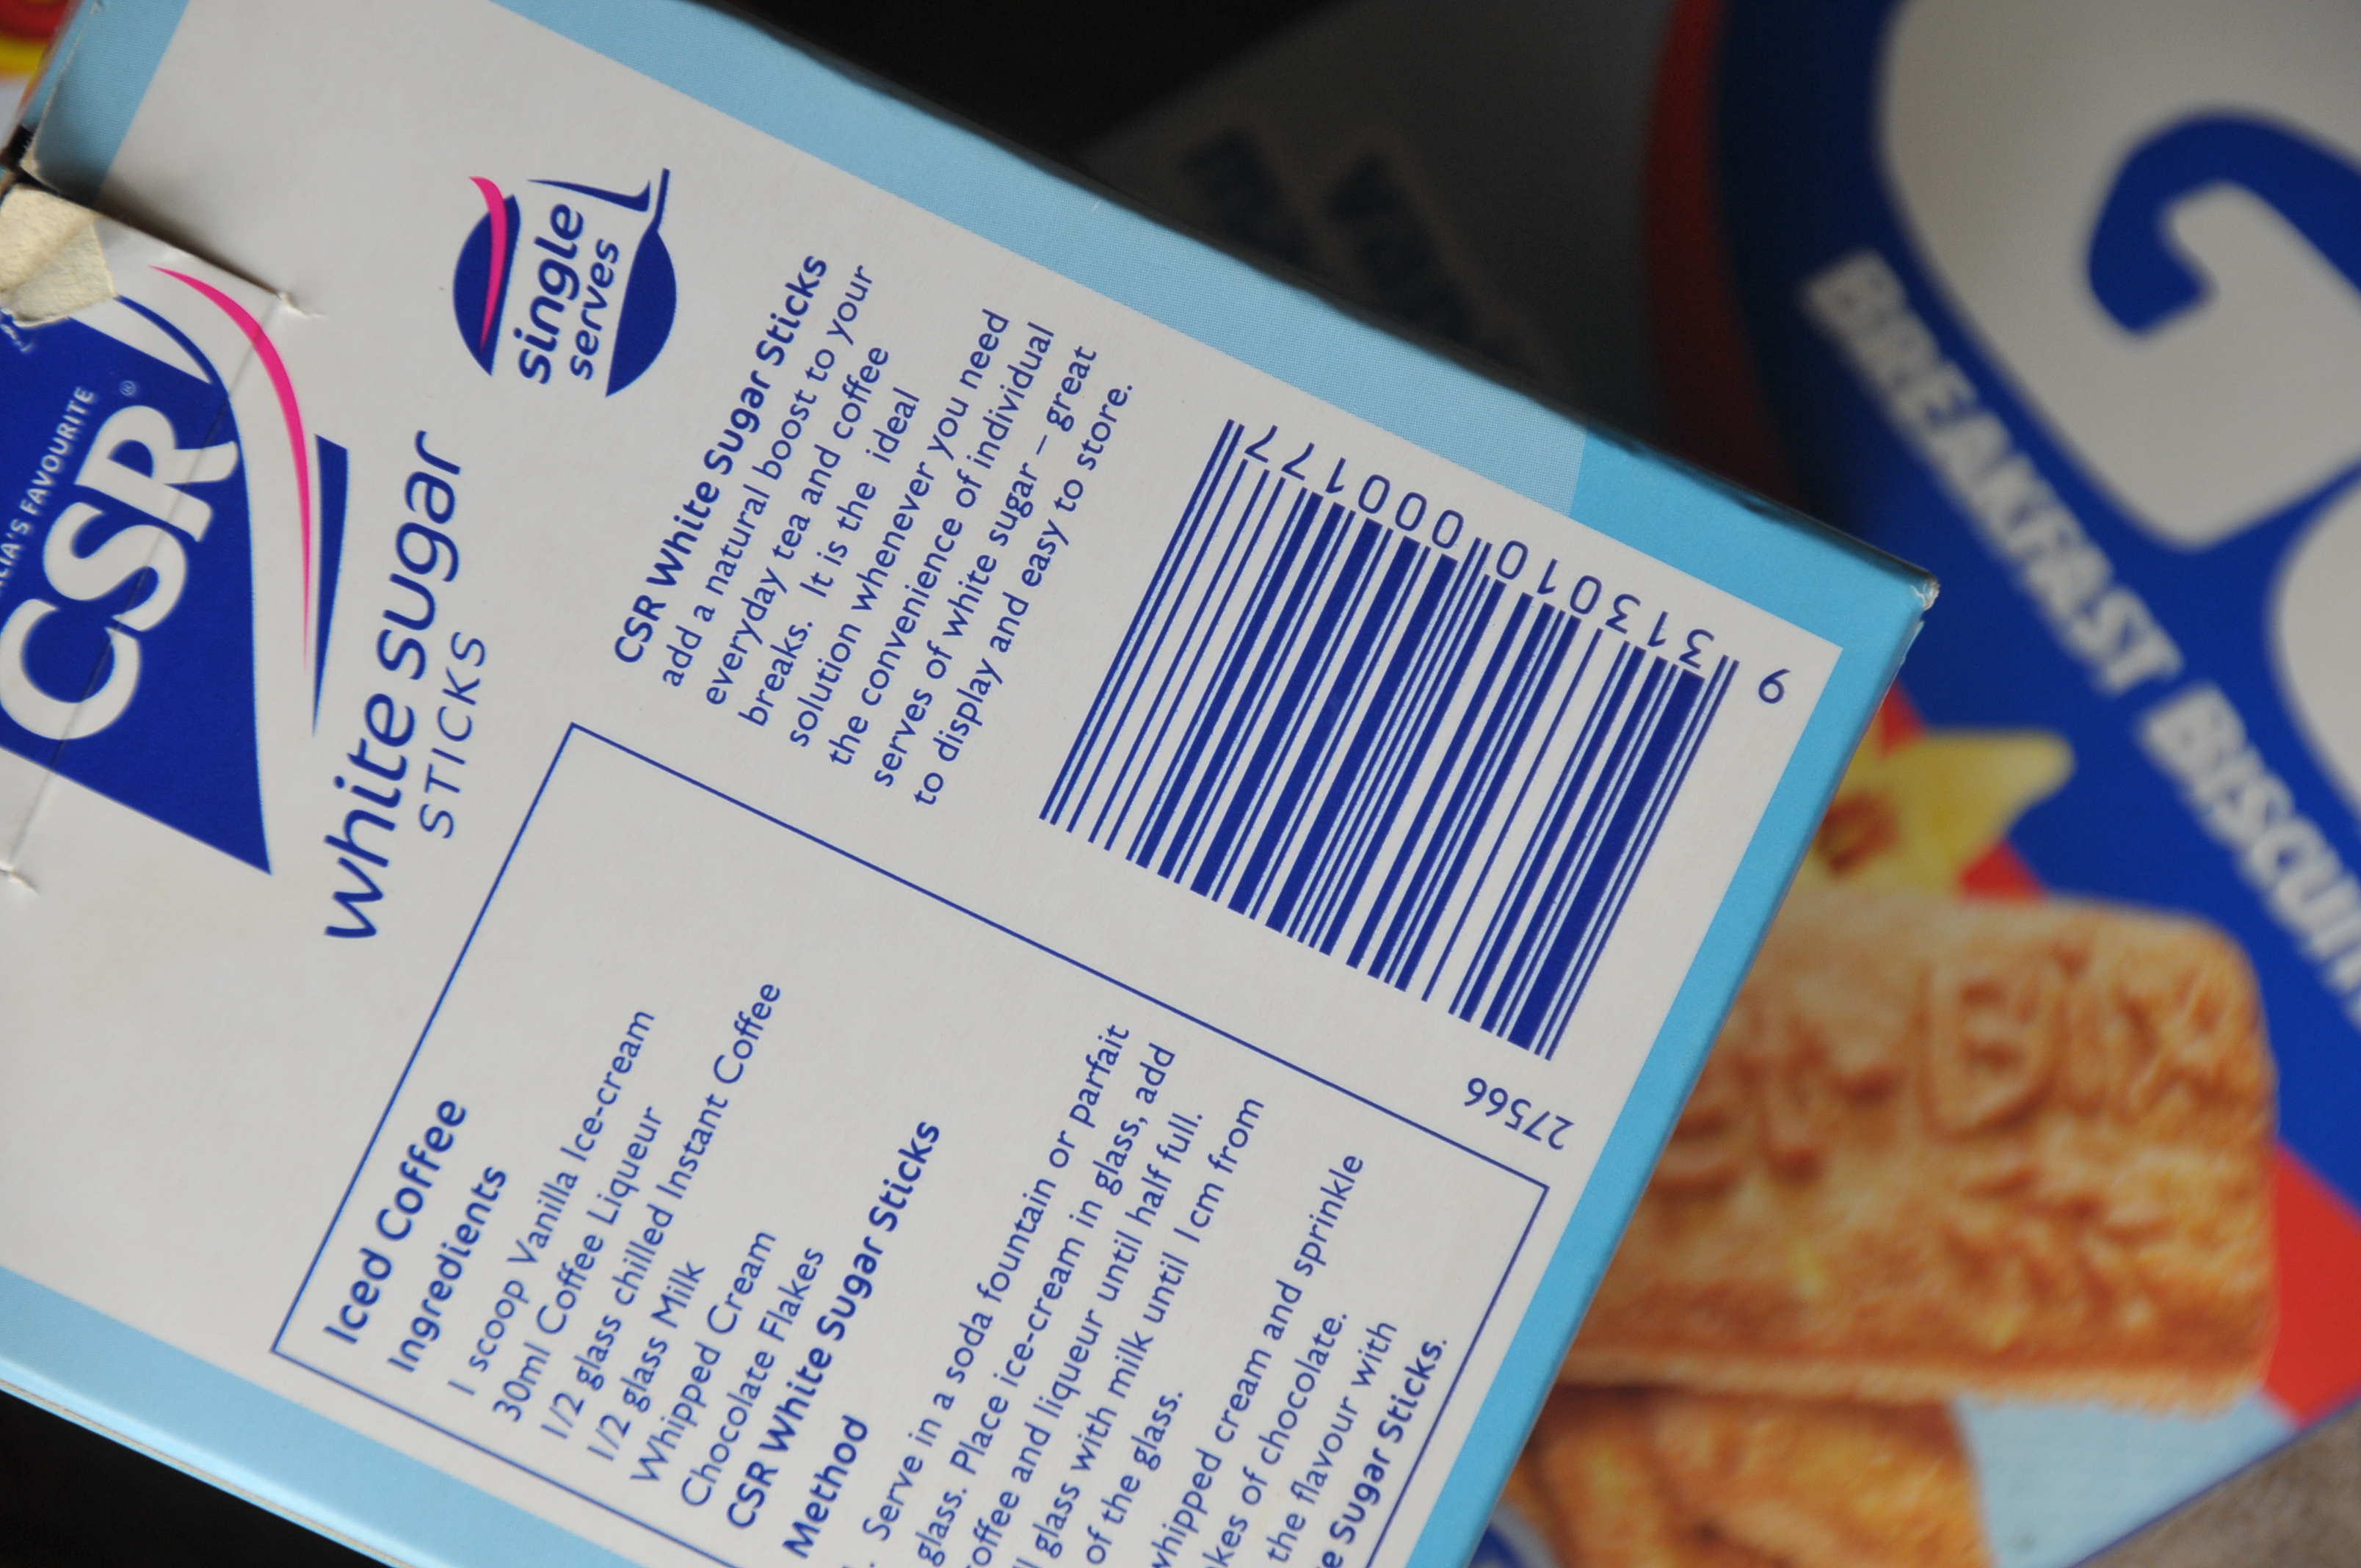 FAVOURITE
CSR®
white sugar
STICKS
single
serves
CSR White Sugar Sticks
add a natural boost to your
everyday tea and coffee
breaks. It is the ideal
solution whenever you need
the convenience of individual
serves of white sugar – great
to display and easy to store.
9 313010 000177
27566
Iced Coffee
Ingredients
1 scoop Vanilla Ice-cream
30ml Coffee Liqueur
1/2 glass chilled Instant Coffee
1/2 glass Milk
Whipped Cream
Chocolate Flakes
CSR White Sugar Sticks
Method
Serve in a soda fountain or parfait
glass. Place ice-cream in glass, add
offee and liqueur until half full.
glass with milk until 1cm from
of the glass.
whipped cream and sprinkle
kes of chocolate.
the flavour with
e Sugar Sticks.
BREAKFAST BISCUIT